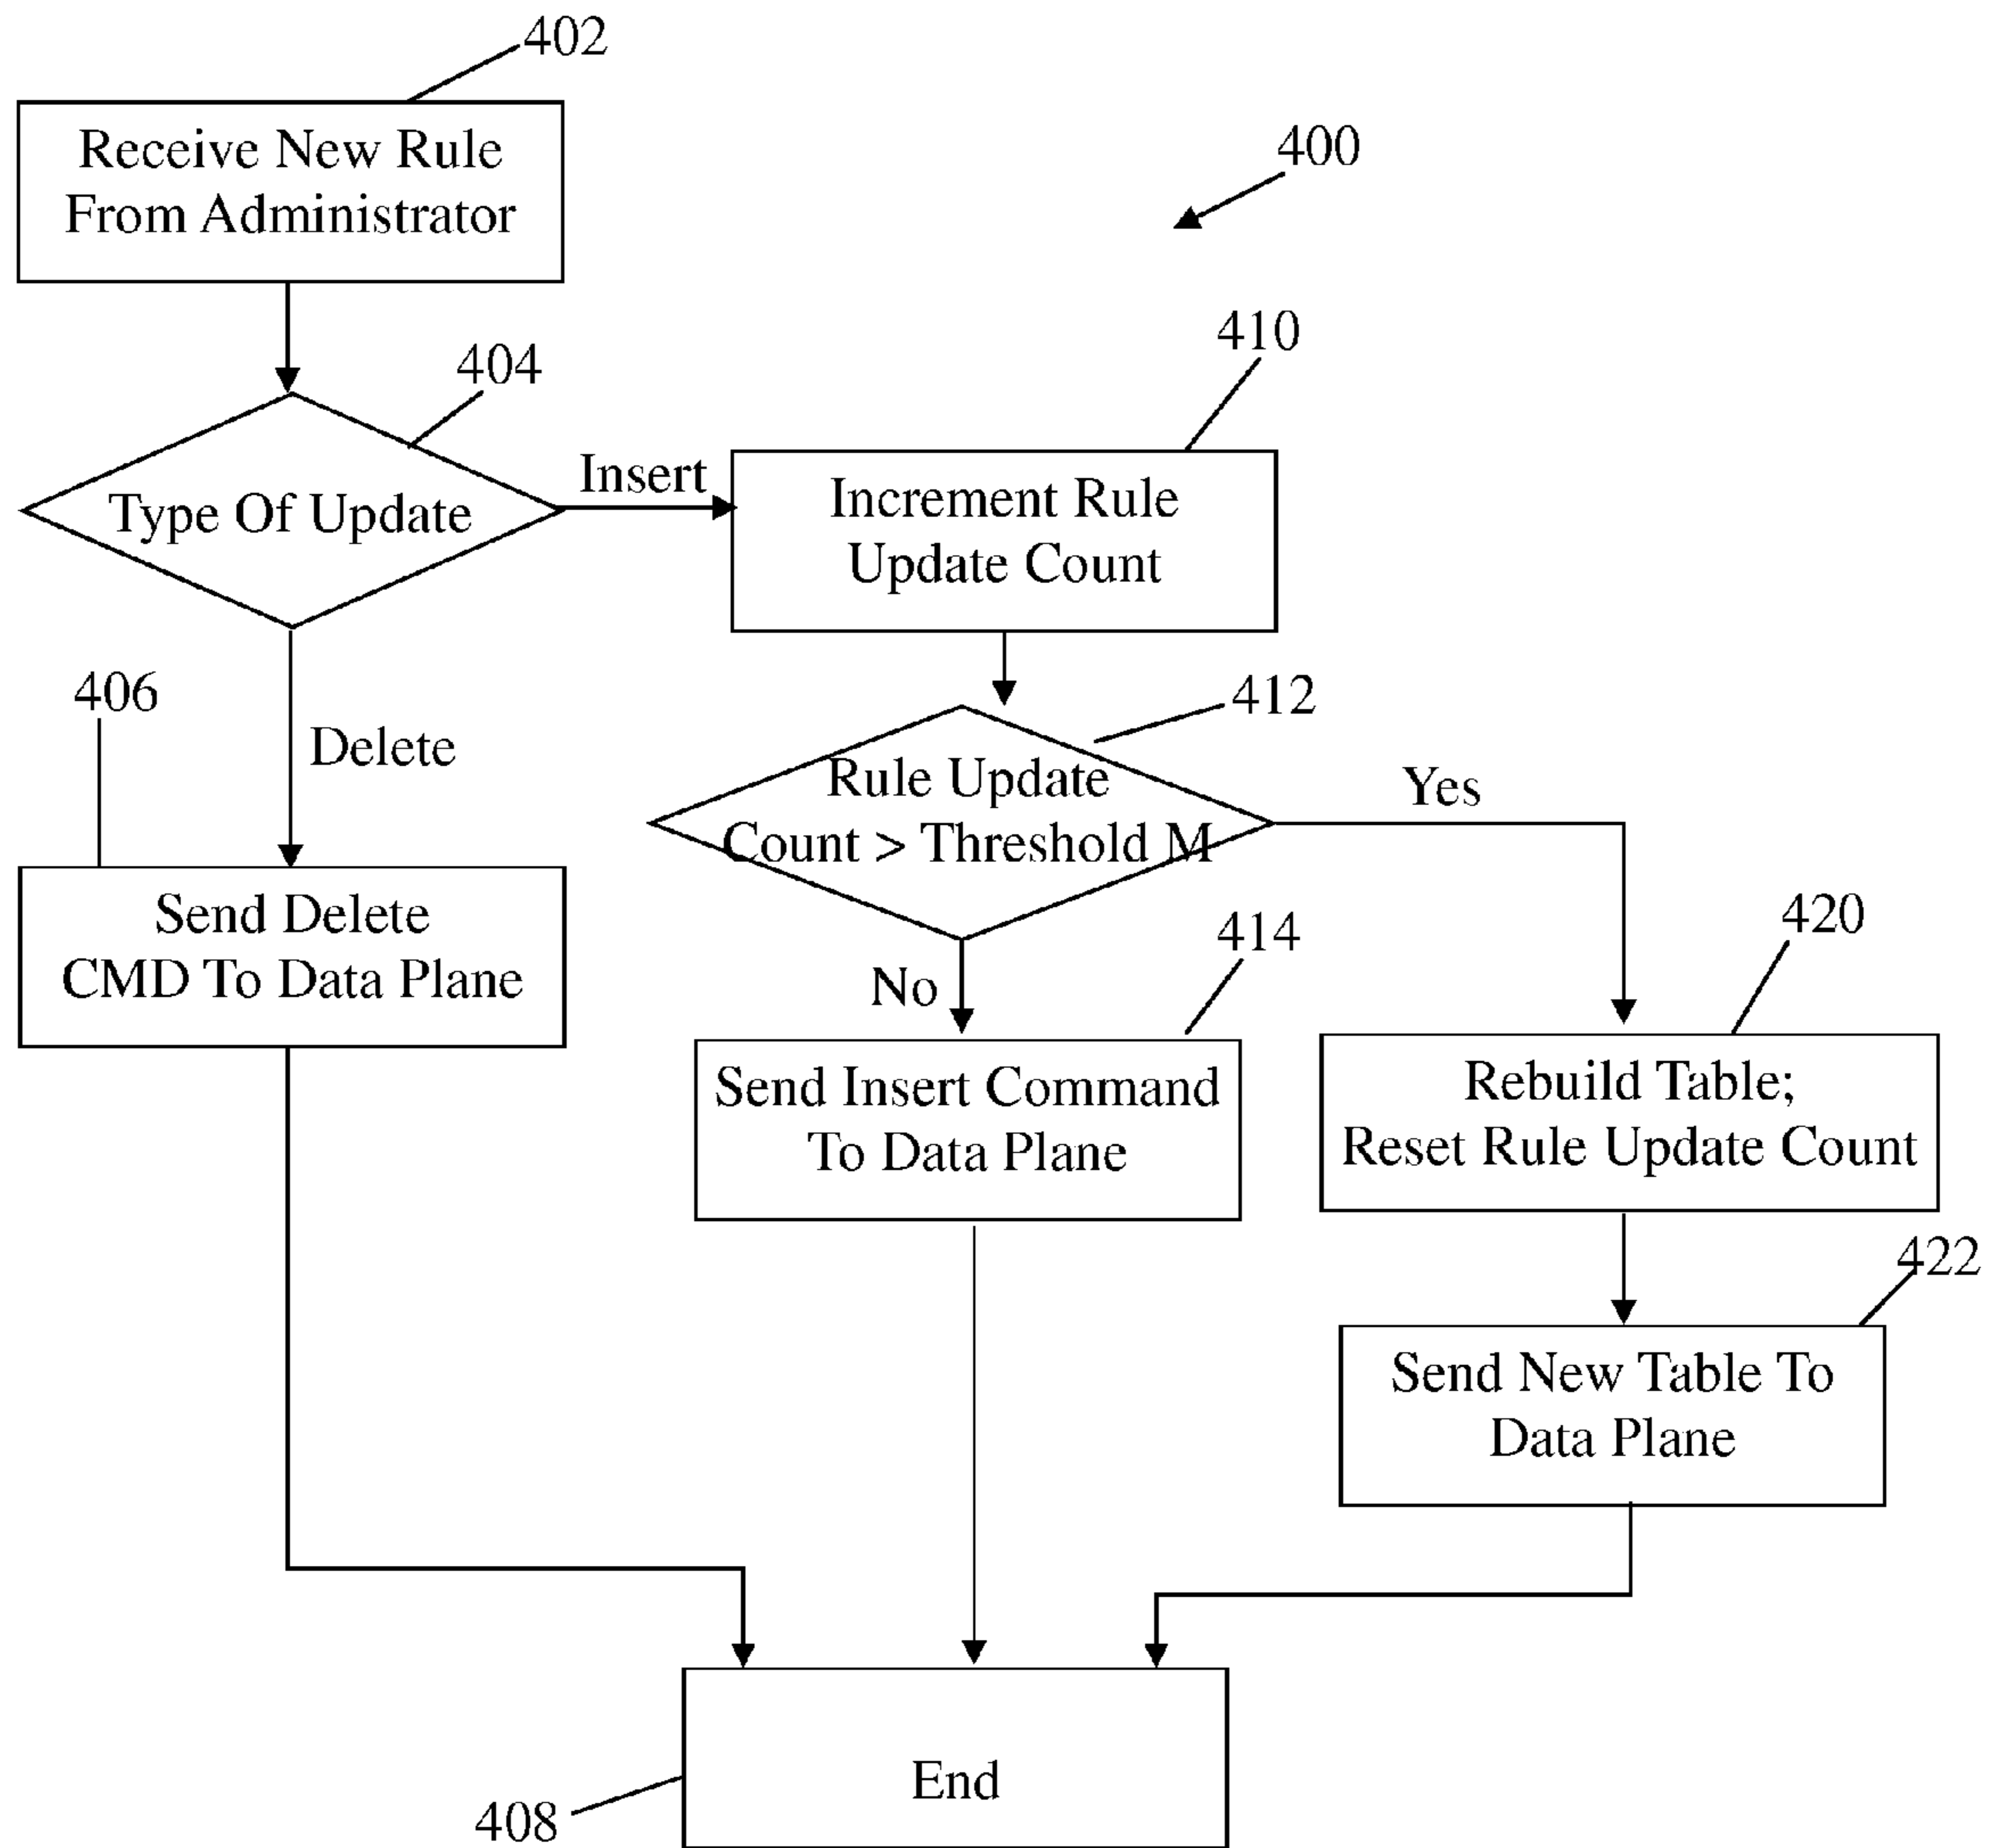 402
Receive New Rule
From Administrator
400
404
Type Of Update
Insert
410
Increment Rule
Update Count
406
Delete
412
Rule Update
Count > Threshold M
Yes
Send Delete
CMD To Data Plane
No
414
Send Insert Command
To Data Plane
420
Rebuild Table;
Reset Rule Update Count
422
Send New Table To
Data Plane
End
408